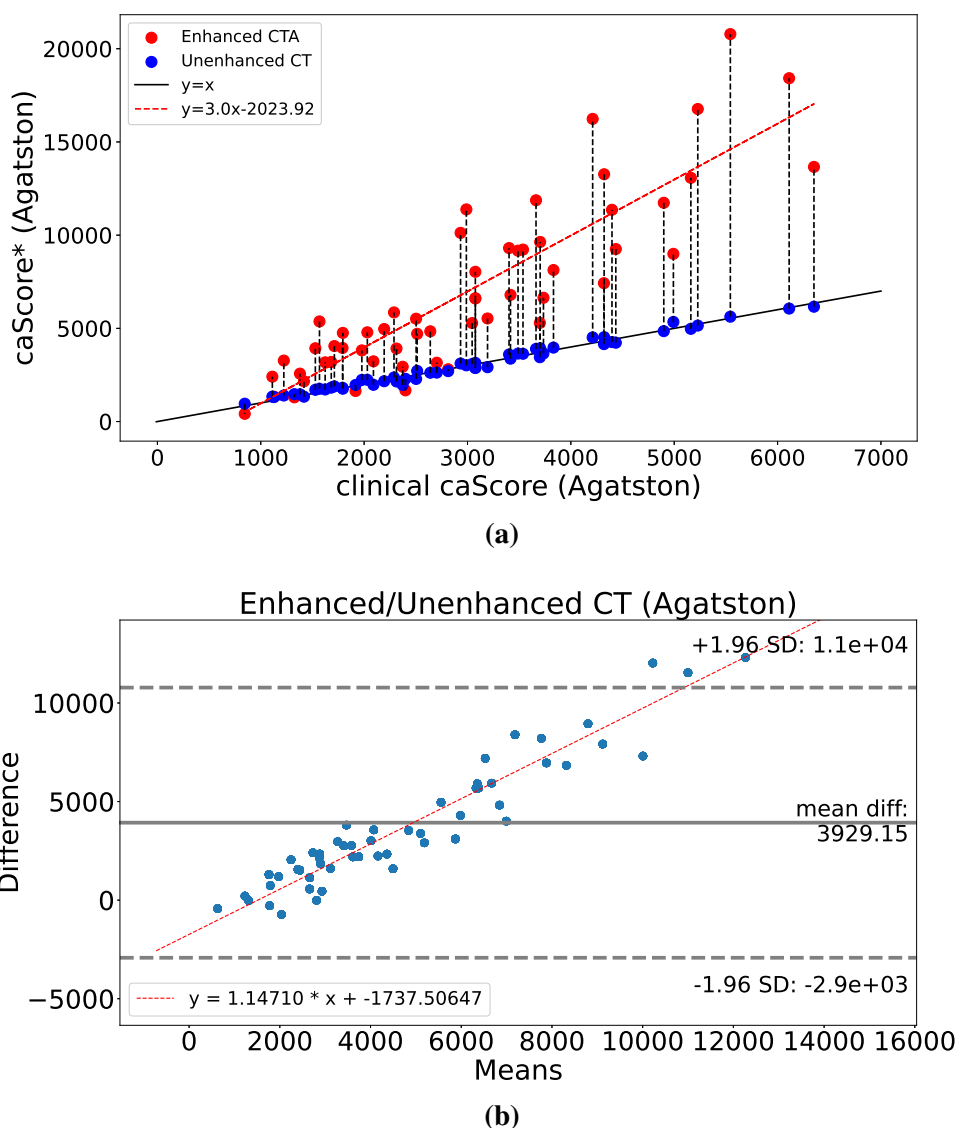 Enhanced CTA
Unenhanced CT
y=x
y=3.0x-2023.92
caScore* (Agatston)
20000
15000
10000
5000
0
0 1000 2000 3000 4000 5000 6000 7000
clinical caScore (Agatston)
(a)
Enhanced/Unenhanced CT (Agatston)
+1.96 SD: 1.1e+04
10000
5000
0
−5000
Difference
mean diff:
3929.15
-1.96 SD: -2.9e+03
y = 1.14710 * x + -1737.50647
0 2000 4000 6000 8000 10000 12000 14000 16000
Means
(b)